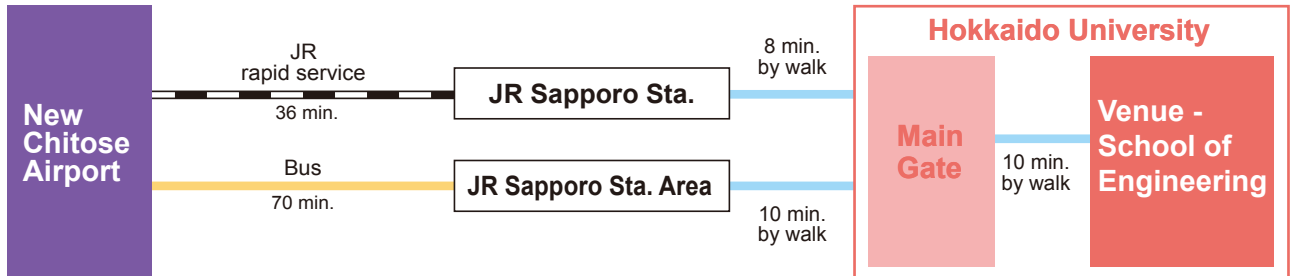 New
Chitose
Airport
JR
rapid service
36 min.
JR Sapporo Sta.
8 min.
by walk
Bus
70 min.
JR Sapporo Sta. Area
10 min.
by walk
Hokkaido University
Main
Gate
10 min.
by walk
Venue -
School of
Engineering